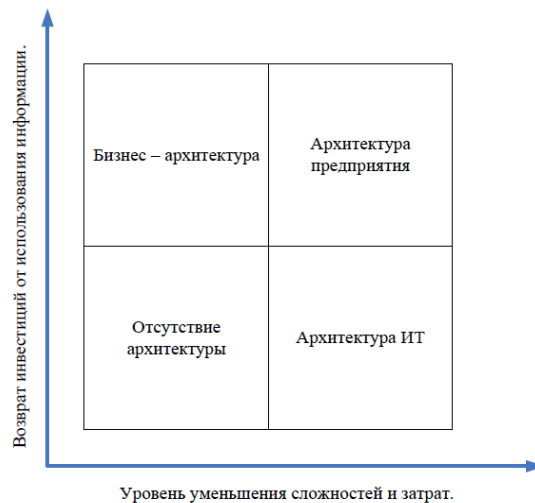 Возврат инвестиций от использования информации.
Бизнес – архитектура
Архитектура
предприятия
Отсутствие
архитектуры
Архитектура ИТ
Уровень уменьшения сложностей и затрат.